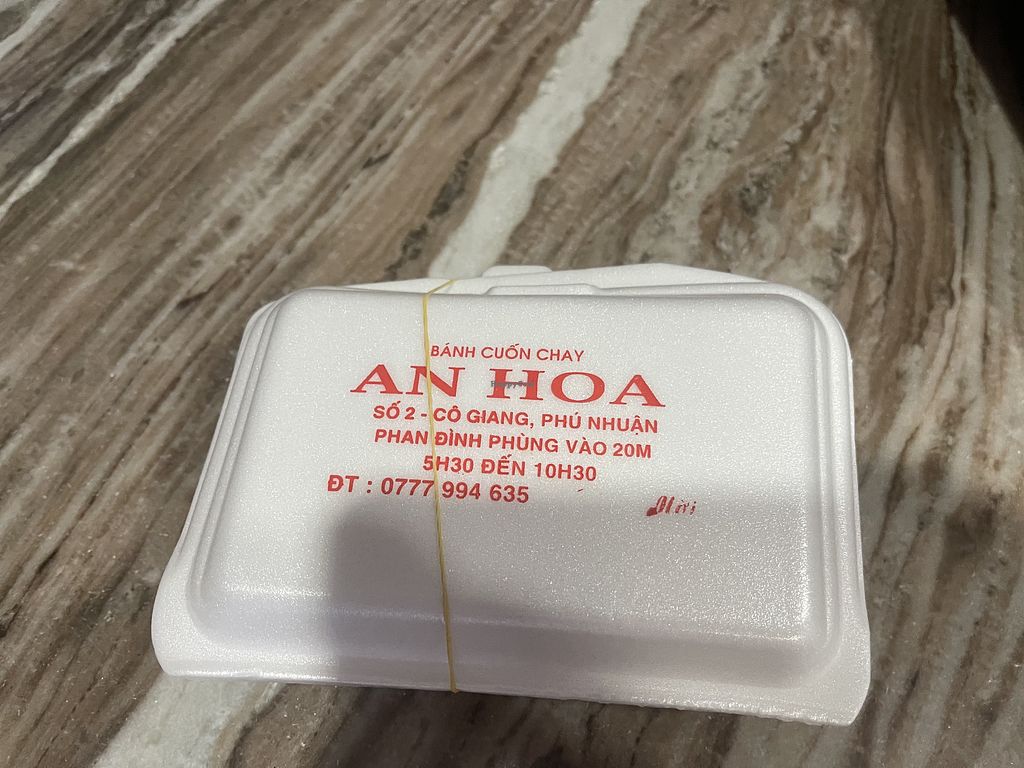 BÁNH CUỐN CHAY
AN HOA
SỐ 2 - CÔ GIANG, PHÚ NHUẬN
PHAN ĐÌNH PHÙNG VÀO 20M
5H30 ĐẾN 10H30
ĐT : 0777 994 635
Mời